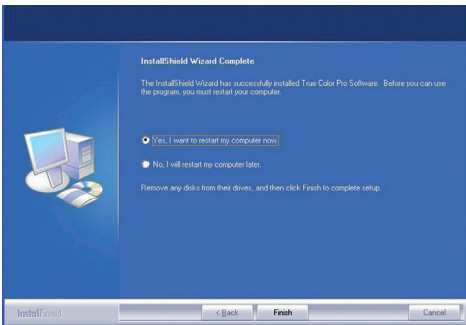 InstallShield Wizard Complete
The InstallShield Wizard has successfully installed True Color Pro Software. Before you can use
the program, you must restart your computer.
Yes, I want to restart my computer now.
No, I will restart my computer later.
Remove any disks from their drives, and then click Finish to complete setup.
InstallShield
< Back
Finish
Cancel